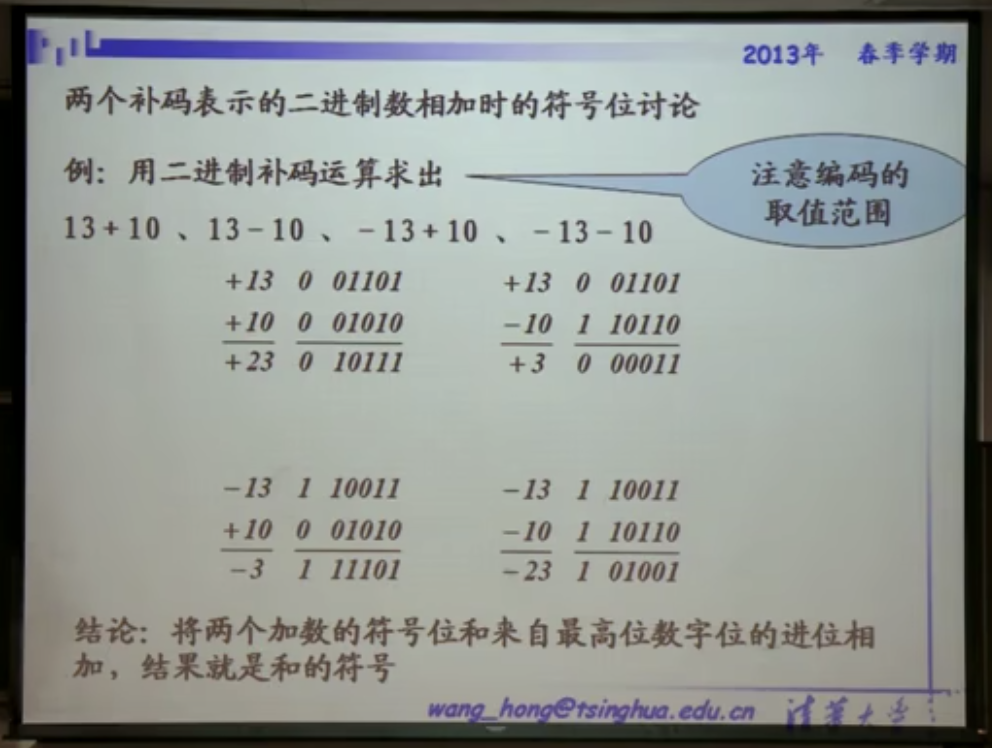 2013年 春季学期
两个补码表示的二进制数相加时的符号位讨论
例：用二进制补码运算求出
注意编码的
取值范围
13+10 、13-10 、 -13+10 、-13-10
+13 0 01101
+10 0 01010
+23 0 10111
+13 0 01101
-10 1 10110
+3 0 00011
-13 1 10011
+10 0 01010
-3 1 11101
-13 1 10011
-10 1 10110
-23 1 01001
结论：将两个加数的符号位和来自最高位数字位的进位相
加，结果就是和的符号
wang_hong@tsinghua.edu.cn 清华大学